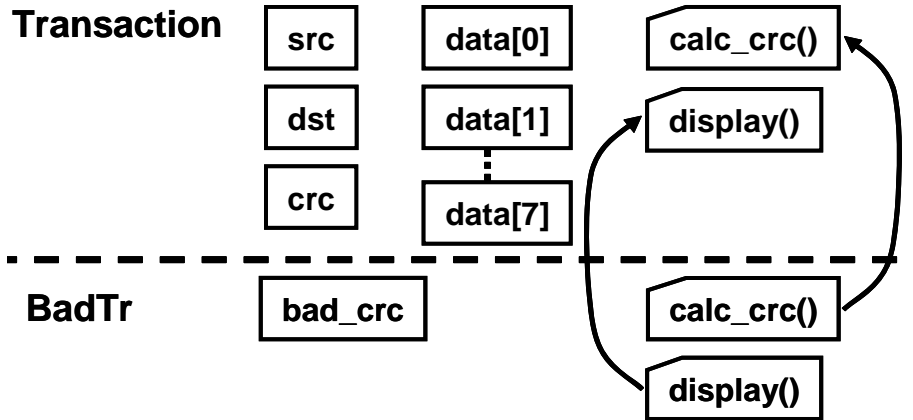 Transaction
src
data[0]
calc_crc()
dst
data[1]
display()
crc
data[7]
BadTr
bad_crc
calc_crc()
display()